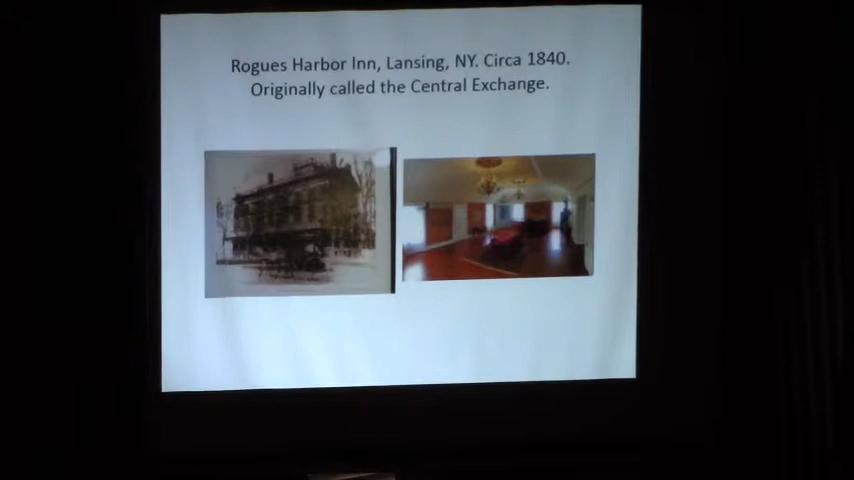 Rogues Harbor Inn, Lansing, NY. Circa 1840.
Originally called the Central Exchange.